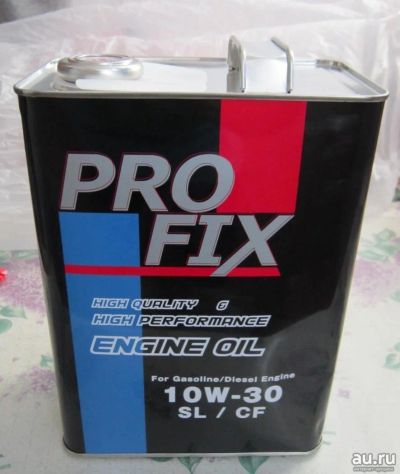 PRO
FIX
HIGH QUALITY &
HIGH PERFORMANCE
ENGINE OIL
For Gasoline/Diesel Engine
10W-30
SL / CF
au.ru